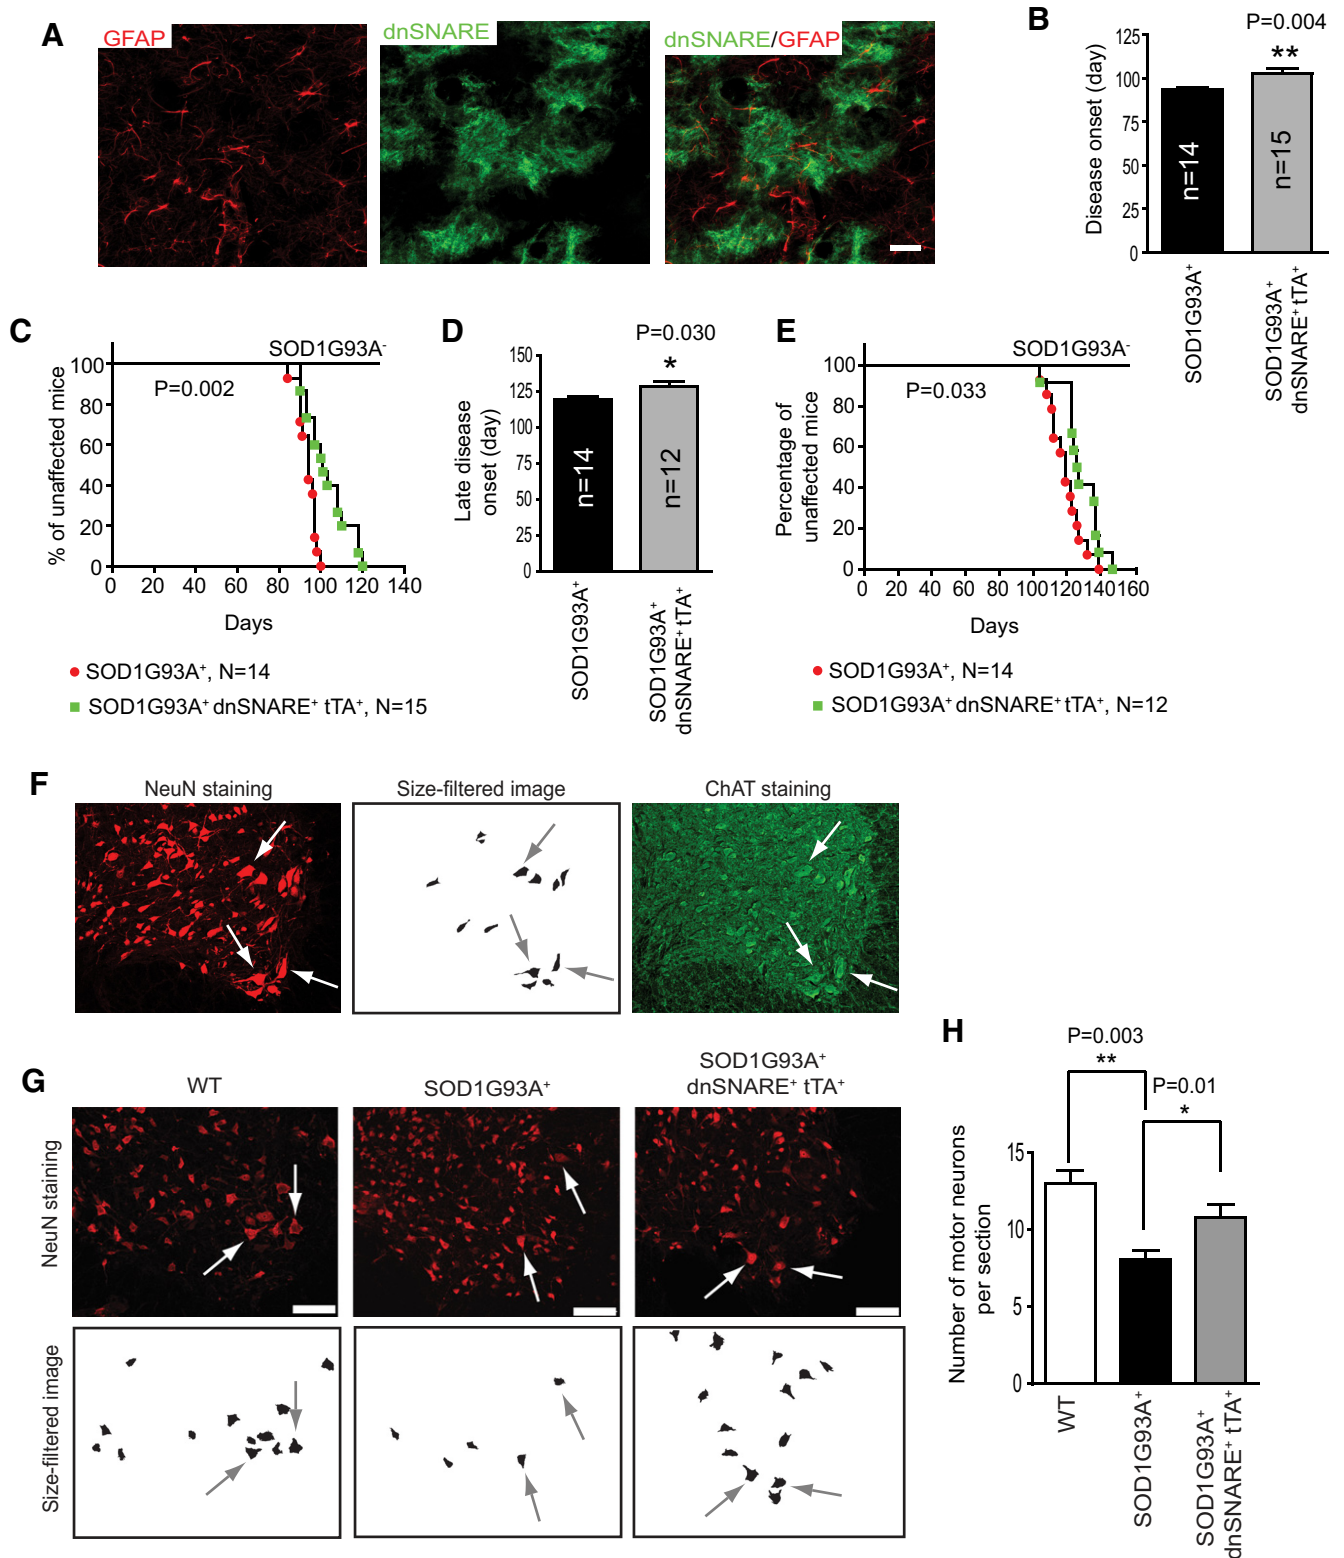 A
GFAP
dnSNARE
dnSNARE/GFAP
B
P=0.004
**
Disease onset (day)
125
100
75
50
25
0
n=14
n=15
SOD1G93A⁺
SOD1G93A⁺
dnSNARE⁺ tTA⁺
C
% of unaffected mice
100
80
60
40
20
0
SOD1G93A⁻
P=0.002
0 20 40 60 80 100 120 140
Days
SOD1G93A⁺, N=14
SOD1G93A⁺ dnSNARE⁺ tTA⁺, N=15
D
P=0.030
*
Late disease
onset (day)
150
125
100
75
50
25
0
n=14
n=12
SOD1G93A⁺
SOD1G93A⁺
dnSNARE⁺ tTA⁺
E
Percentage of
unaffected mice
100
80
60
40
20
0
SOD1G93A⁻
P=0.033
0 20 40 60 80 100 120 140 160
Days
SOD1G93A⁺, N=14
SOD1G93A⁺ dnSNARE⁺ tTA⁺, N=12
F
NeuN staining
Size-filtered image
ChAT staining
G
WT
SOD1G93A⁺
SOD1G93A⁺
dnSNARE⁺ tTA⁺
NeuN staining
Size-filtered image
H
P=0.003
**
P=0.01
*
Number of motor neurons
per section
15
10
5
0
WT
SOD1G93A⁺
SOD1G93A⁺
dnSNARE⁺ tTA⁺